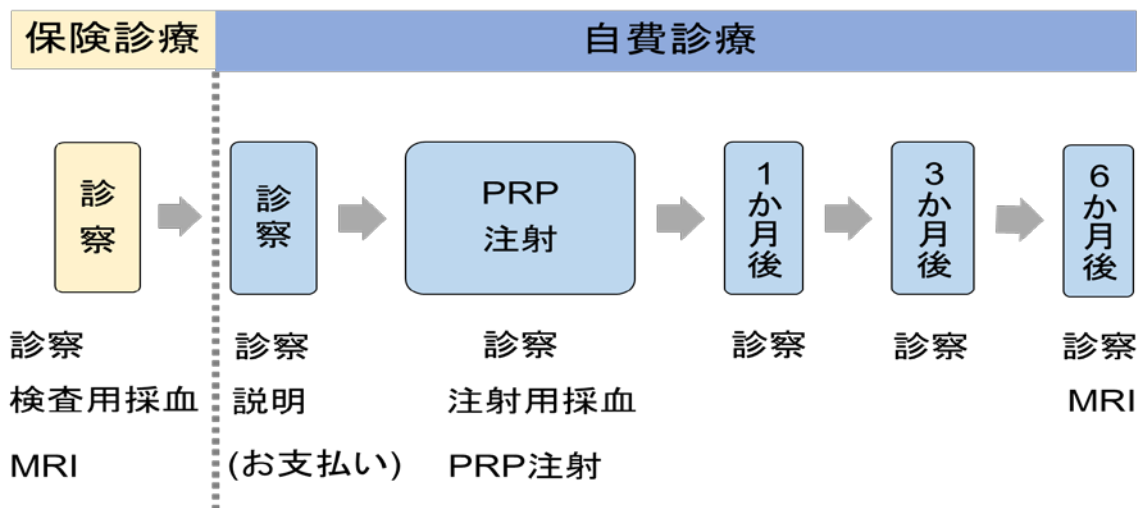 保険診療
自費診療
診察
診察
PRP
注射
1か月後
3か月後
6か月後
診察
検査用採血
MRI
診察
説明
(お支払い)
診察
注射用採血
PRP注射
診察
診察
診察
MRI